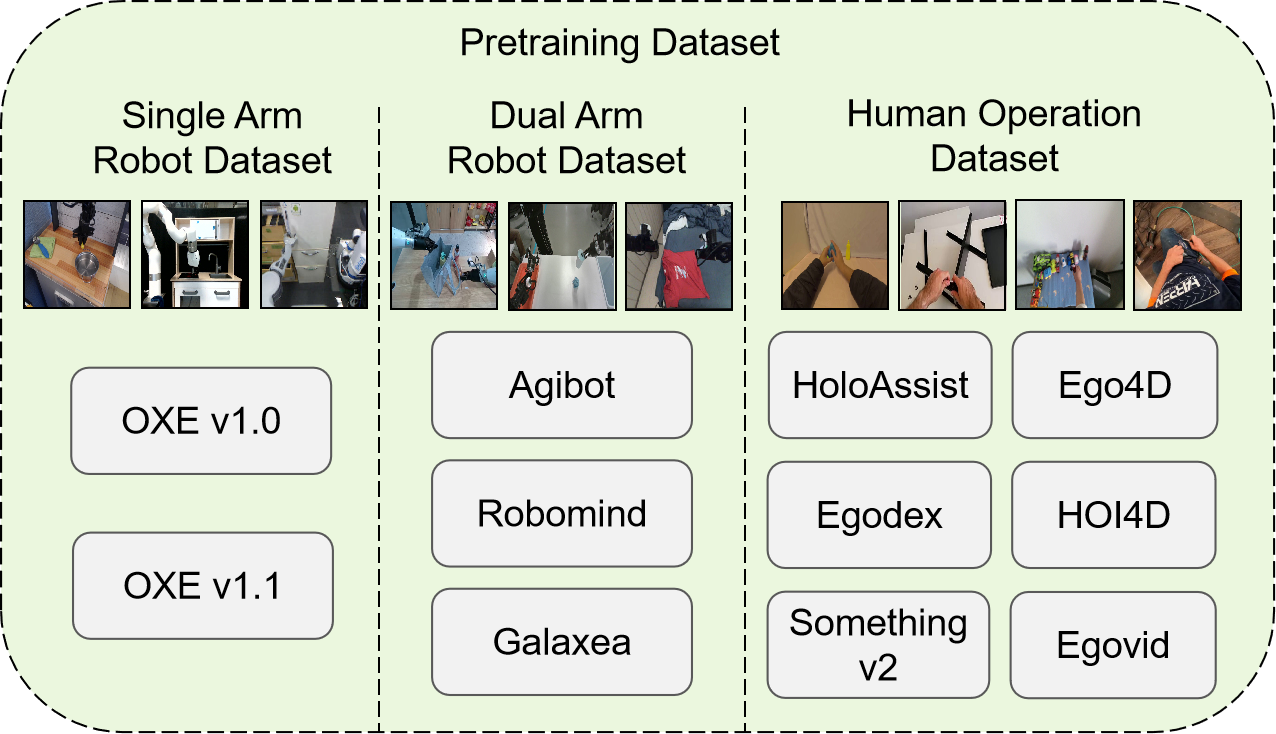 Pretraining Dataset
Single Arm
Robot Dataset
Dual Arm
Robot Dataset
Human Operation
Dataset
OXE v1.0
OXE v1.1
Agibot
Robomind
Galaxea
HoloAssist
Ego4D
Egodex
HOI4D
Something
v2
Egovid